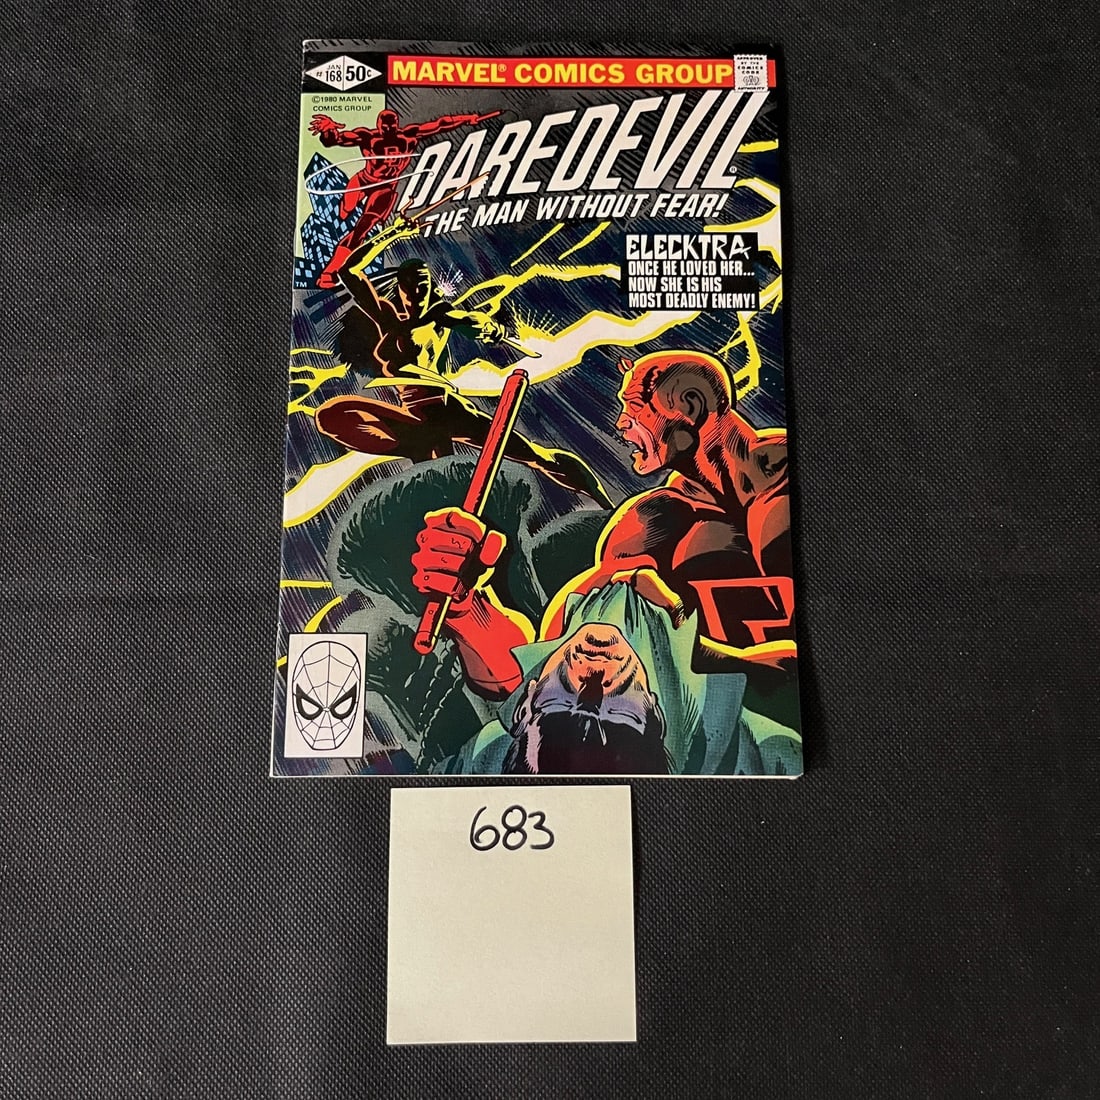 JAN
# 168 50¢
MARVEL® COMICS GROUP
APPROVED
BY THE
COMICS
CODE
AUTHORITY
©1980 MARVEL
COMICS GROUP
DAREDEVIL®
THE MAN WITHOUT FEAR!
TM
ELECKTRA
ONCE HE LOVED HER...
NOW SHE IS HIS
MOST DEADLY ENEMY!
683